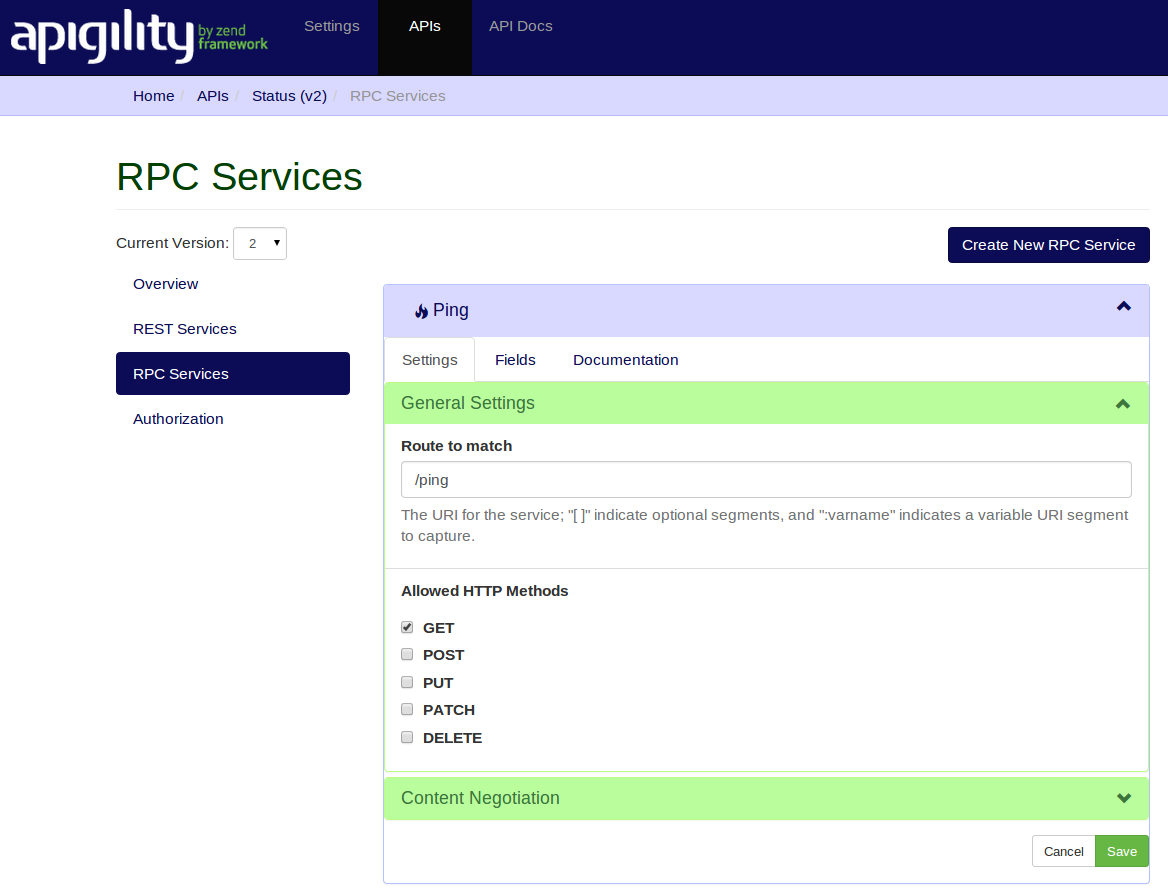 apigility by zend framework
Settings APIs API Docs
Home / APIs / Status (v2) / RPC Services
RPC Services
Current Version: 2
Create New RPC Service
Overview
REST Services
RPC Services
Authorization
Ping
Settings Fields Documentation
General Settings
Route to match
/ping
The URI for the service; "[ ]" indicate optional segments, and ":varname" indicates a variable URI segment
to capture.
Allowed HTTP Methods
GET
POST
PUT
PATCH
DELETE
Content Negotiation
Cancel Save